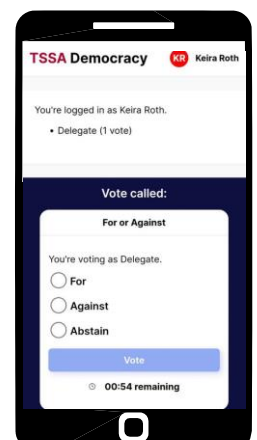 TSSA Democracy KR Keira Roth
You're logged in as Keira Roth.
• Delegate (1 vote)
Vote called:
For or Against
You're voting as Delegate.
For
Against
Abstain
Vote
00:54 remaining